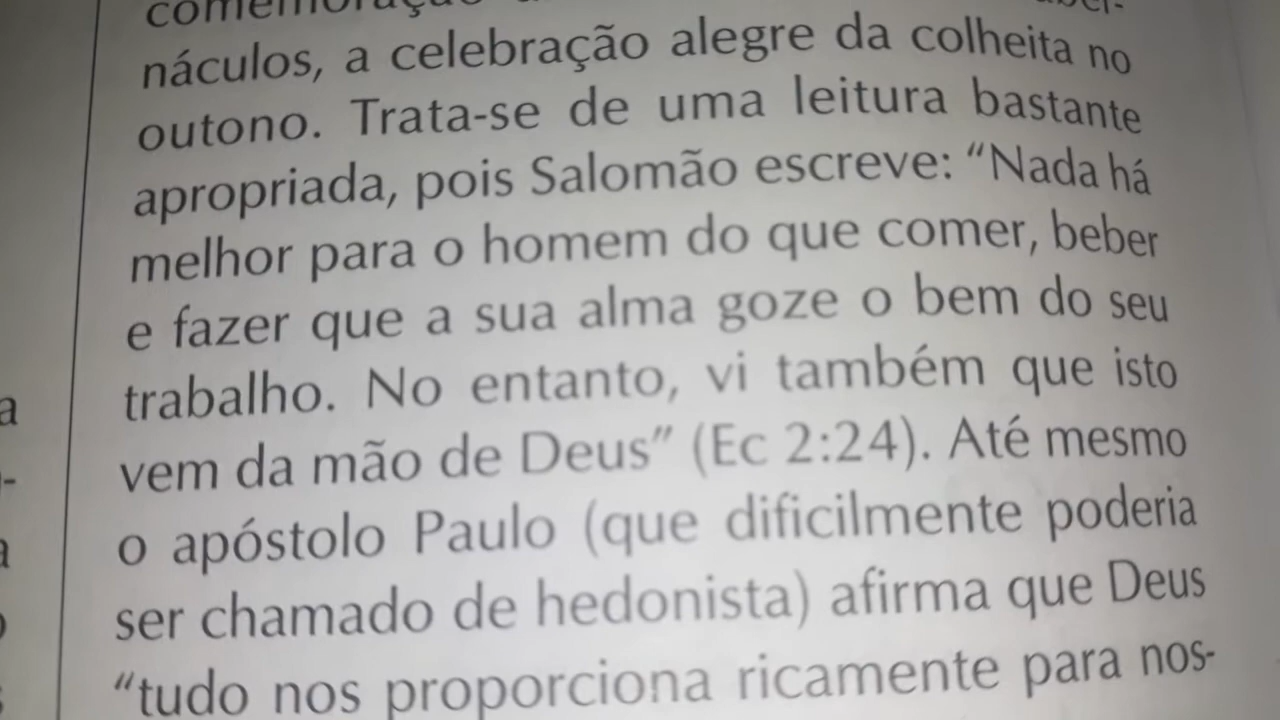 náculos, a celebração alegre da colheita no
outono. Trata-se de uma leitura bastante
apropriada, pois Salomão escreve: “Nada há
melhor para o homem do que comer, beber
e fazer que a sua alma goze o bem do seu
trabalho. No entanto, vi também que isto
vem da mão de Deus” (Ec 2:24). Até mesmo
o apóstolo Paulo (que dificilmente poderia
ser chamado de hedonista) afirma que Deus
“tudo nos proporciona ricamente para nos-